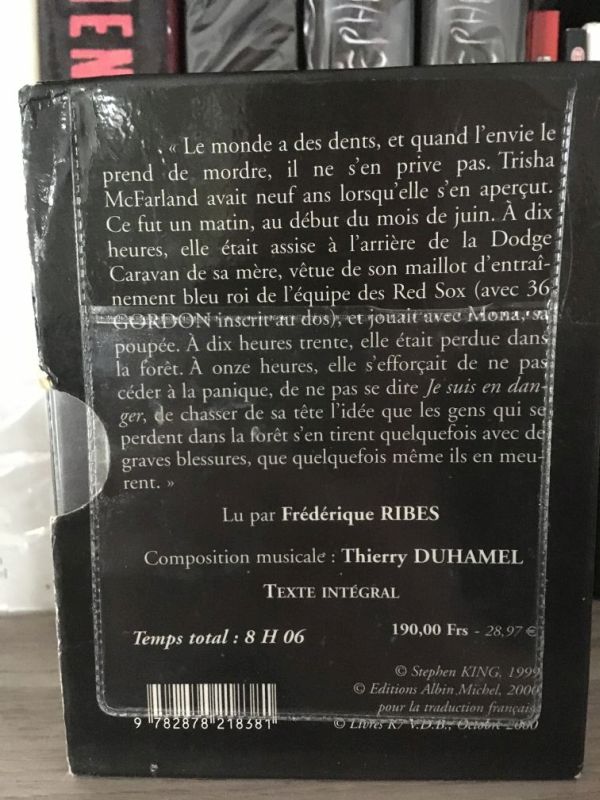 EN
« Le monde a des dents, et quand l'envie le
prend de mordre, il ne s'en prive pas. Trisha
McFarland avait neuf ans lorsqu'elle s'en aperçut.
Ce fut un matin, au début du mois de juin. À dix
heures, elle était assise à l'arrière de la Dodge
Caravan de sa mère, vêtue de son maillot d'entraî-
nement bleu roi de l'équipe des Red Sox (avec 36
GORDON inscrit au dos), et jouait avec Mona, sa
poupée. À dix heures trente, elle était perdue dans
la forêt. À onze heures, elle s'efforçait de ne pas
céder à la panique, de ne pas se dire Je suis en dan-
ger, de chasser de sa tête l'idée que les gens qui se
perdent dans la forêt s'en tirent quelquefois avec de
graves blessures, que quelquefois même ils en meu-
rent. »
Lu par Frédérique RIBES
Composition musicale : Thierry DUHAMEL
TEXTE INTÉGRAL
Temps total : 8 H 06
190,00 Frs - 28,97 €
© Stephen KING, 1999
© Editions Albin Michel, 2000
pour la traduction française
© Livres K7 V.D.B., Octobre 2000
9 782878 218381